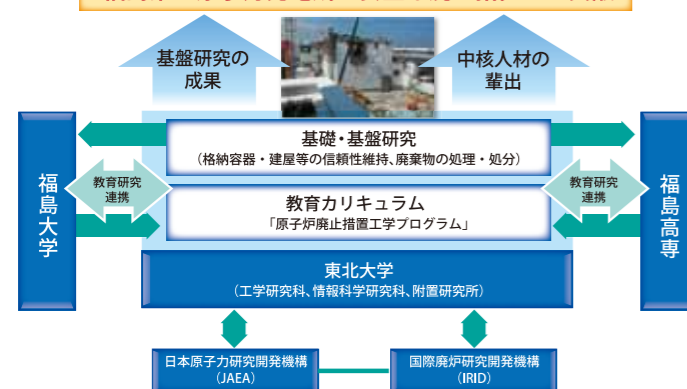 基盤研究の
成果
中核人材の
輩出
基礎・基盤研究
（格納容器・建屋等の信頼性維持、廃棄物の処理・処分）
福島大学
教育研究
連携
教育研究
連携
福島高専
教育カリキュラム
「原子炉廃止措置工学プログラム」
東北大学
（工学研究科、情報科学研究科、附置研究所）
日本原子力研究開発機構
（JAEA）
国際廃炉研究開発機構
（IRID）